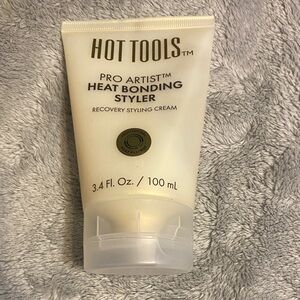 HOT TOOLS™
PRO ARTIST™
HEAT BONDING
STYLER
RECOVERY STYLING CREAM
3.4 Fl. Oz. / 100 mL